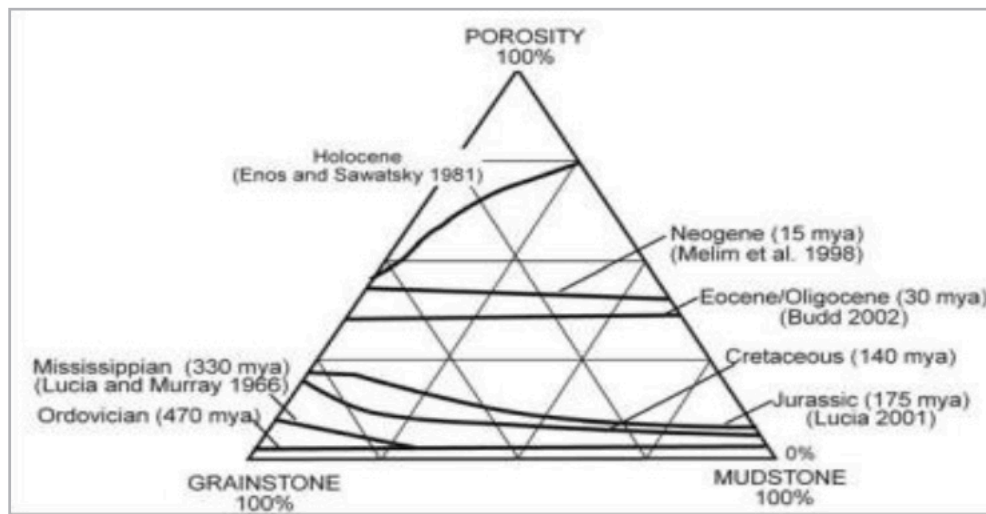 POROSITY
100%
Holocene
(Enos and Sawatsky 1981)
Neogene (15 mya)
(Melim et al. 1998)
Eocene/Oligocene (30 mya)
(Budd 2002)
Mississippian (330 mya)
(Lucia and Murray 1966)
Cretaceous (140 mya)
Ordovician (470 mya)
Jurassic (175 mya)
(Lucia 2001)
0%
GRAINSTONE
100%
MUDSTONE
100%